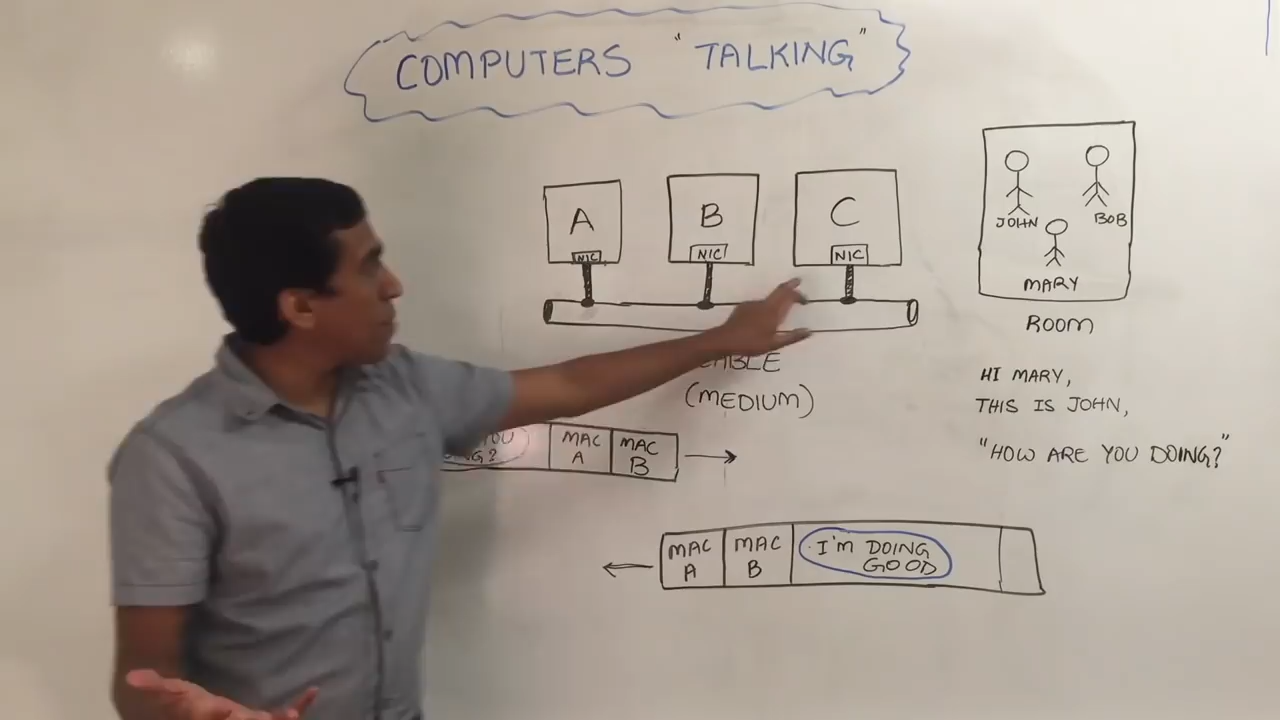 COMPUTERS "TALKING"
A
B
C
NIC
NIC
NIC
JOHN
BOB
MARY
ROOM
(MEDIUM)
HI MARY,
THIS IS JOHN,
"HOW ARE YOU DOING?"
MAC
A
MAC
B
MAC
A
MAC
B
I'M DOING
GOOD